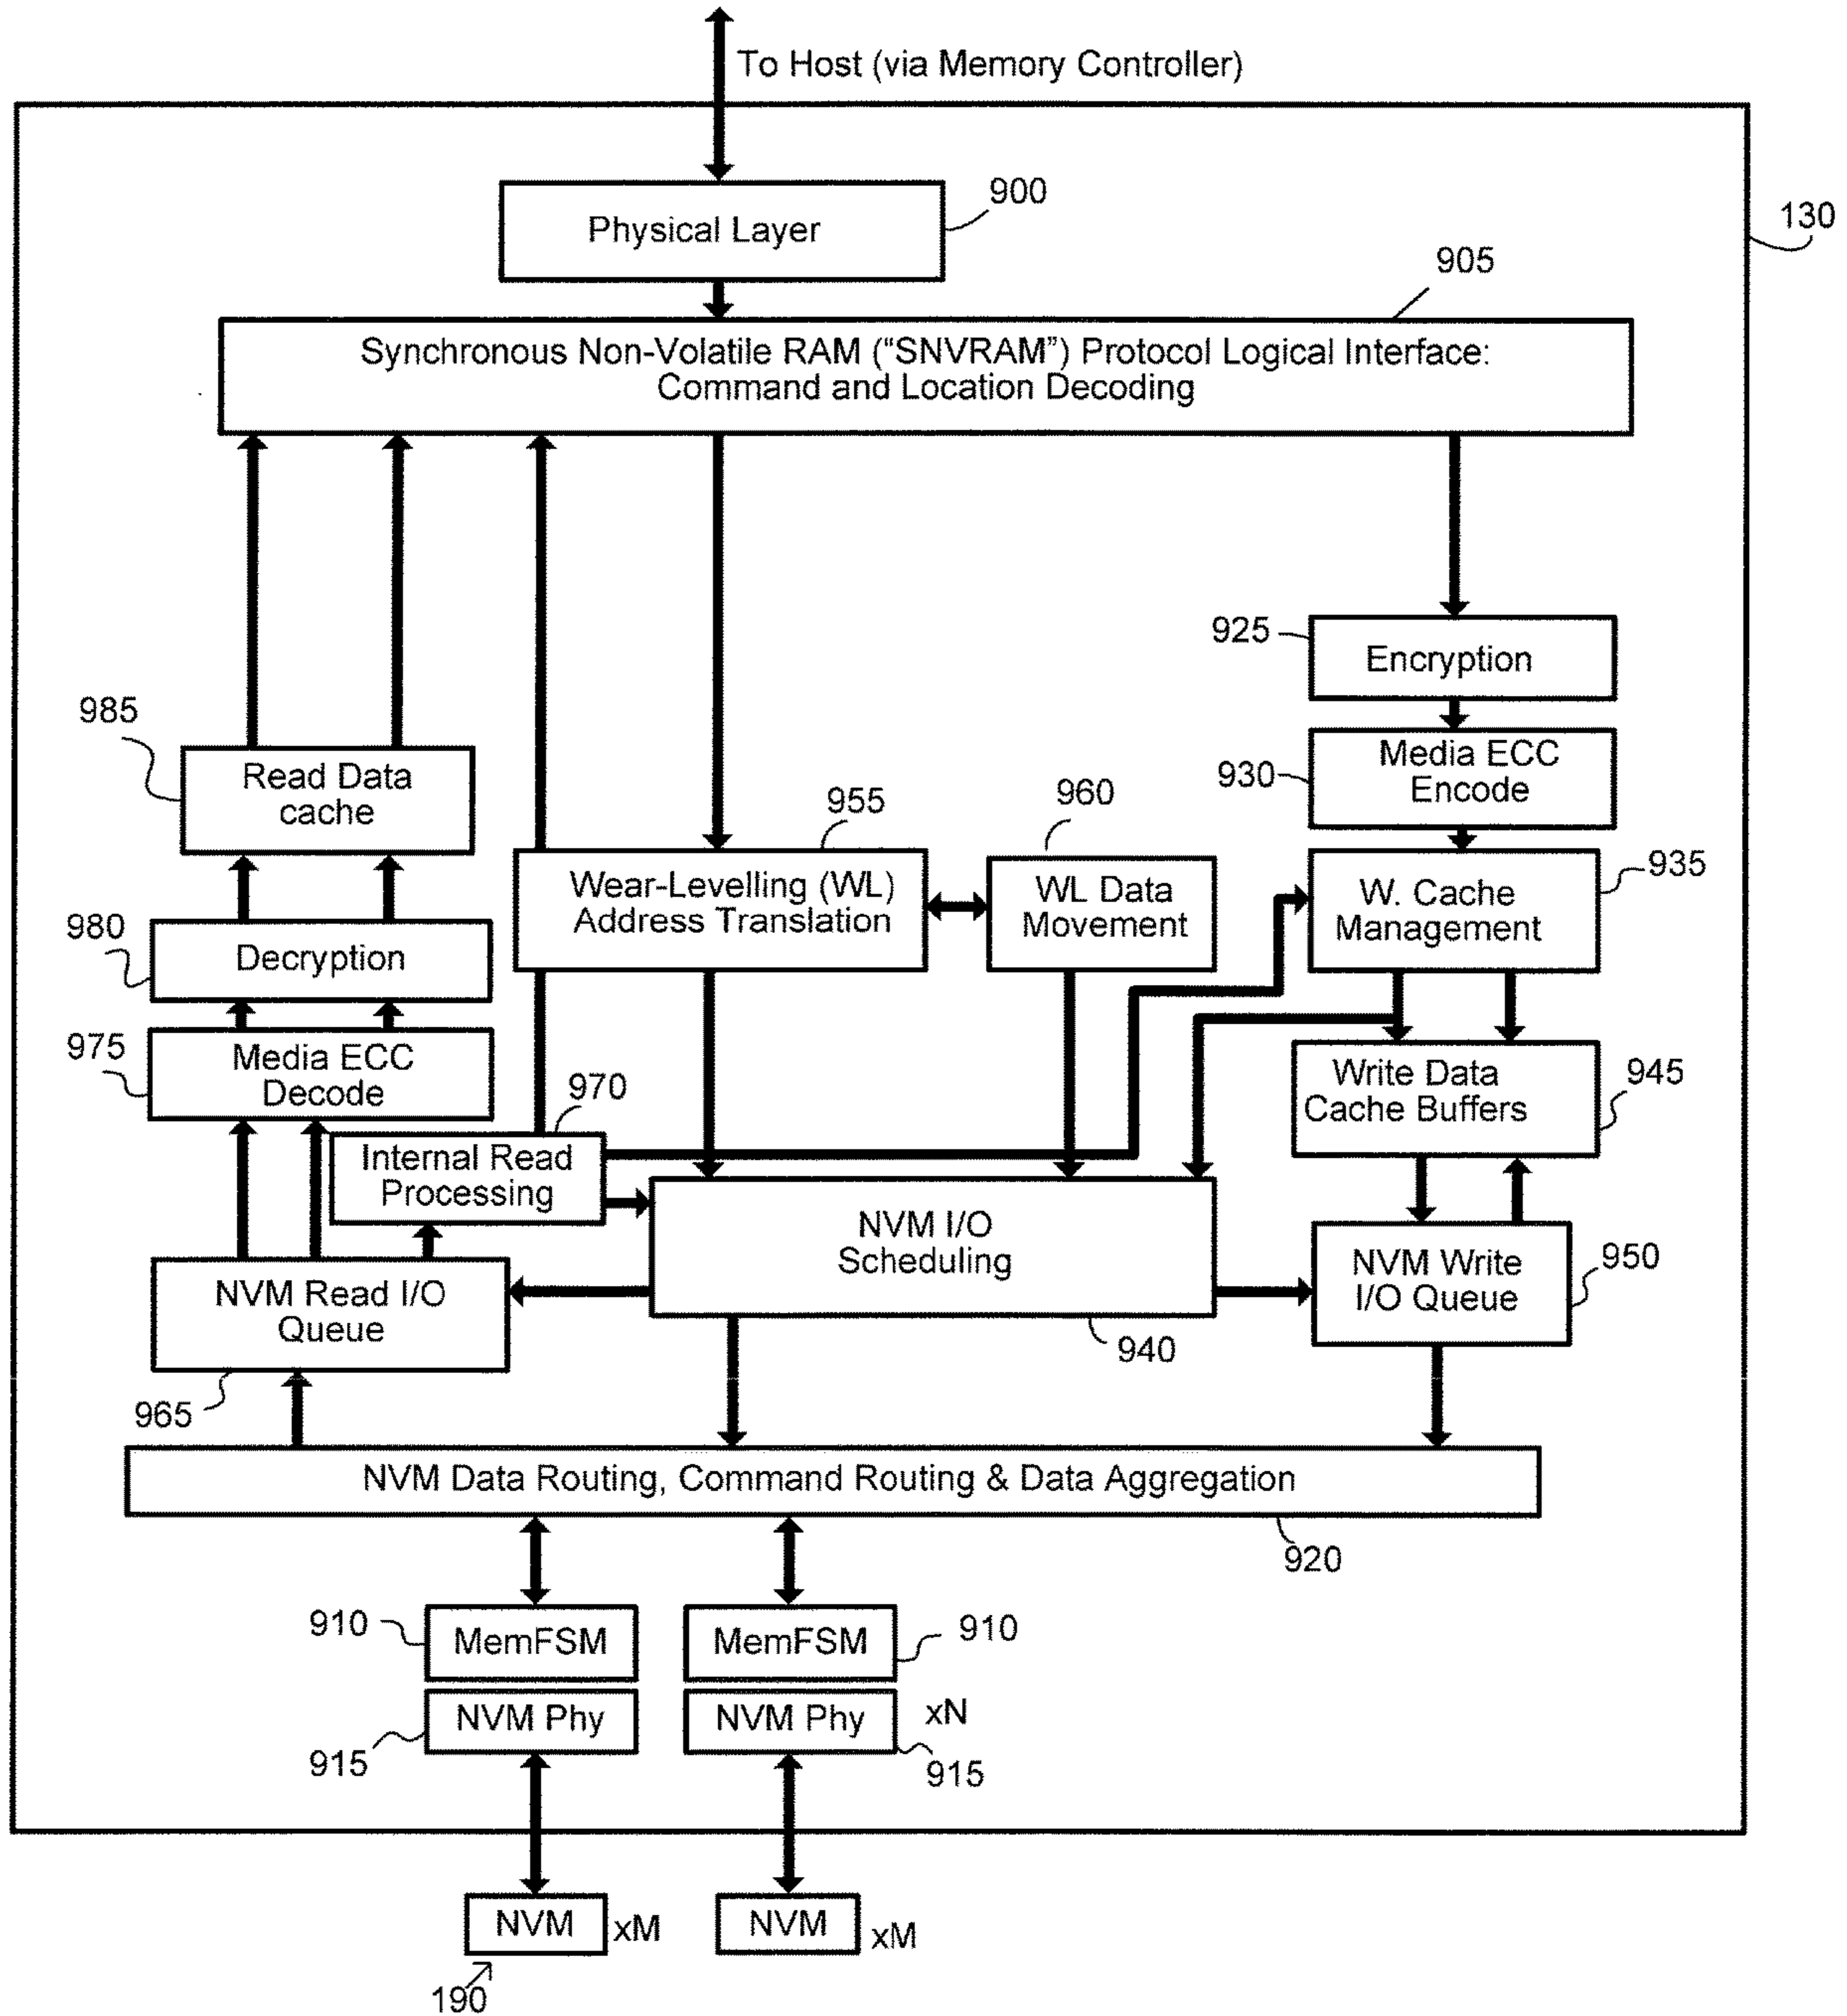 To Host (via Memory Controller)
900
Physical Layer
130
905
Synchronous Non-Volatile RAM (“SNVRAM”) Protocol Logical Interface:
Command and Location Decoding
925
Encryption
985
Read Data
cache
930
Media ECC
Encode
955
960
Wear-Levelling (WL)
Address Translation
WL Data
Movement
935
W. Cache
Management
980
Decryption
975
Media ECC
Decode
970
Internal Read
Processing
Write Data
Cache Buffers
945
NVM I/O
Scheduling
940
NVM Read I/O
Queue
965
NVM Write
I/O Queue
950
NVM Data Routing, Command Routing & Data Aggregation
920
910
MemFSM
MemFSM
910
NVM Phy
NVM Phy
xN
915
915
NVM
xM
NVM
xM
190